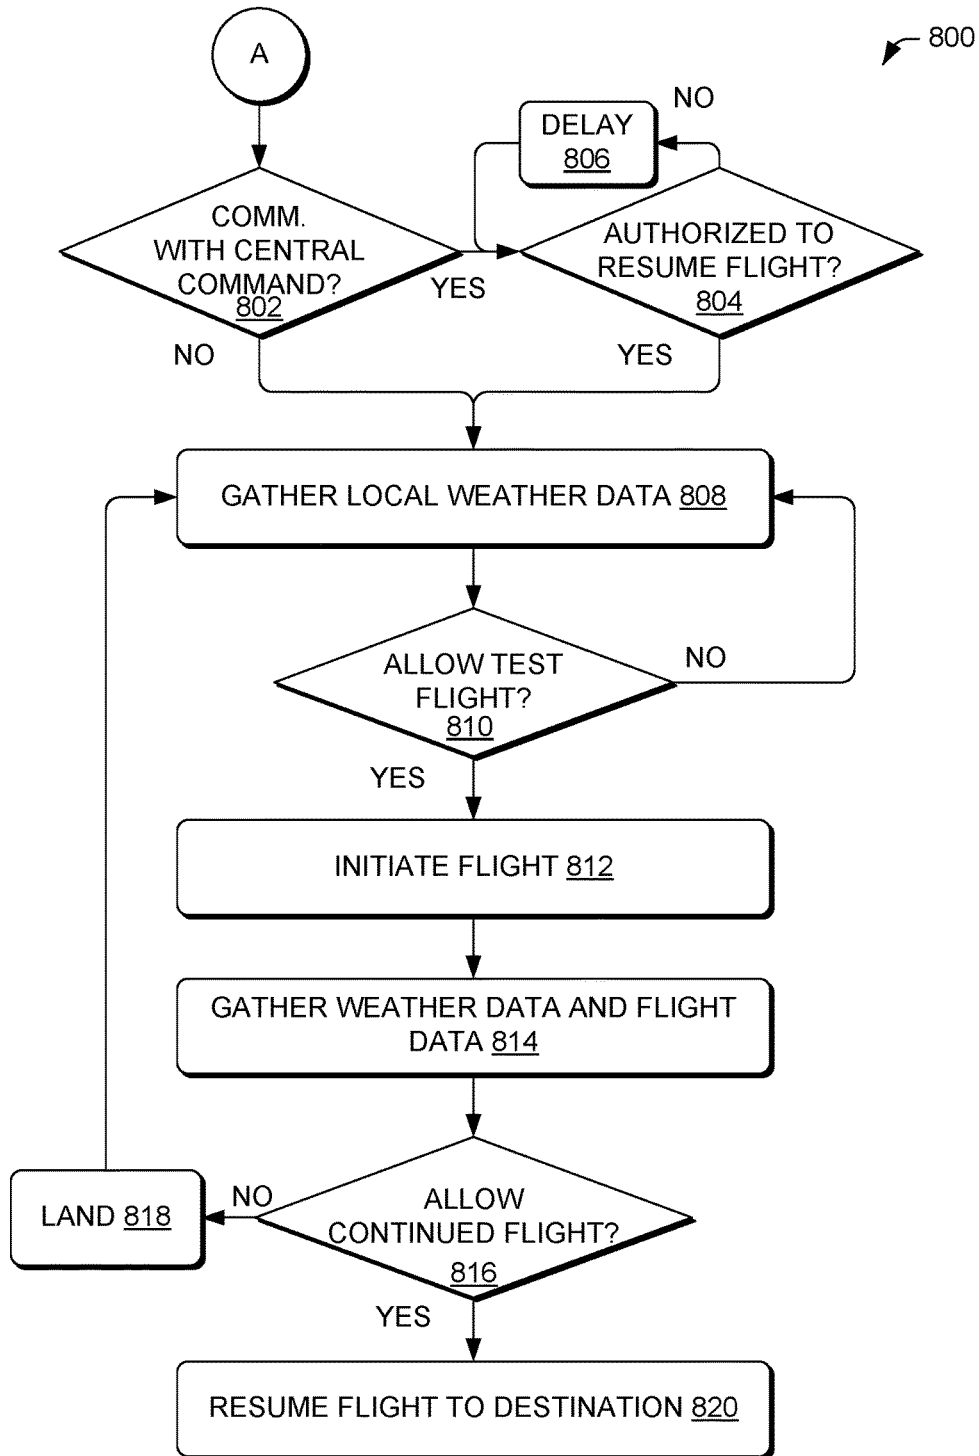 A
800
NO
DELAY
806
COMM.
WITH CENTRAL
COMMAND?
802
YES
AUTHORIZED TO
RESUME FLIGHT?
804
NO
YES
GATHER LOCAL WEATHER DATA 808
ALLOW TEST
FLIGHT?
810
NO
YES
INITIATE FLIGHT 812
GATHER WEATHER DATA AND FLIGHT
DATA 814
LAND 818
NO
ALLOW
CONTINUED FLIGHT?
816
YES
RESUME FLIGHT TO DESTINATION 820